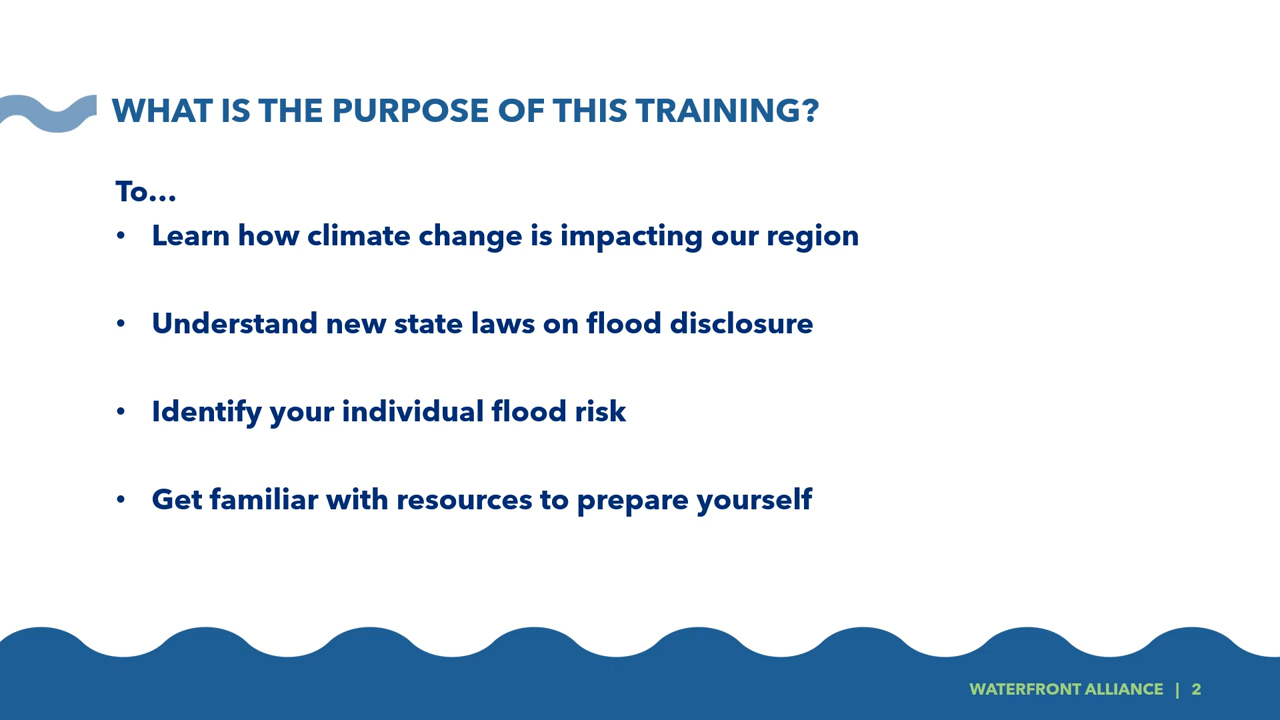 WHAT IS THE PURPOSE OF THIS TRAINING?
To...
• Learn how climate change is impacting our region
• Understand new state laws on flood disclosure
• Identify your individual flood risk
• Get familiar with resources to prepare yourself
WATERFRONT ALLIANCE | 2